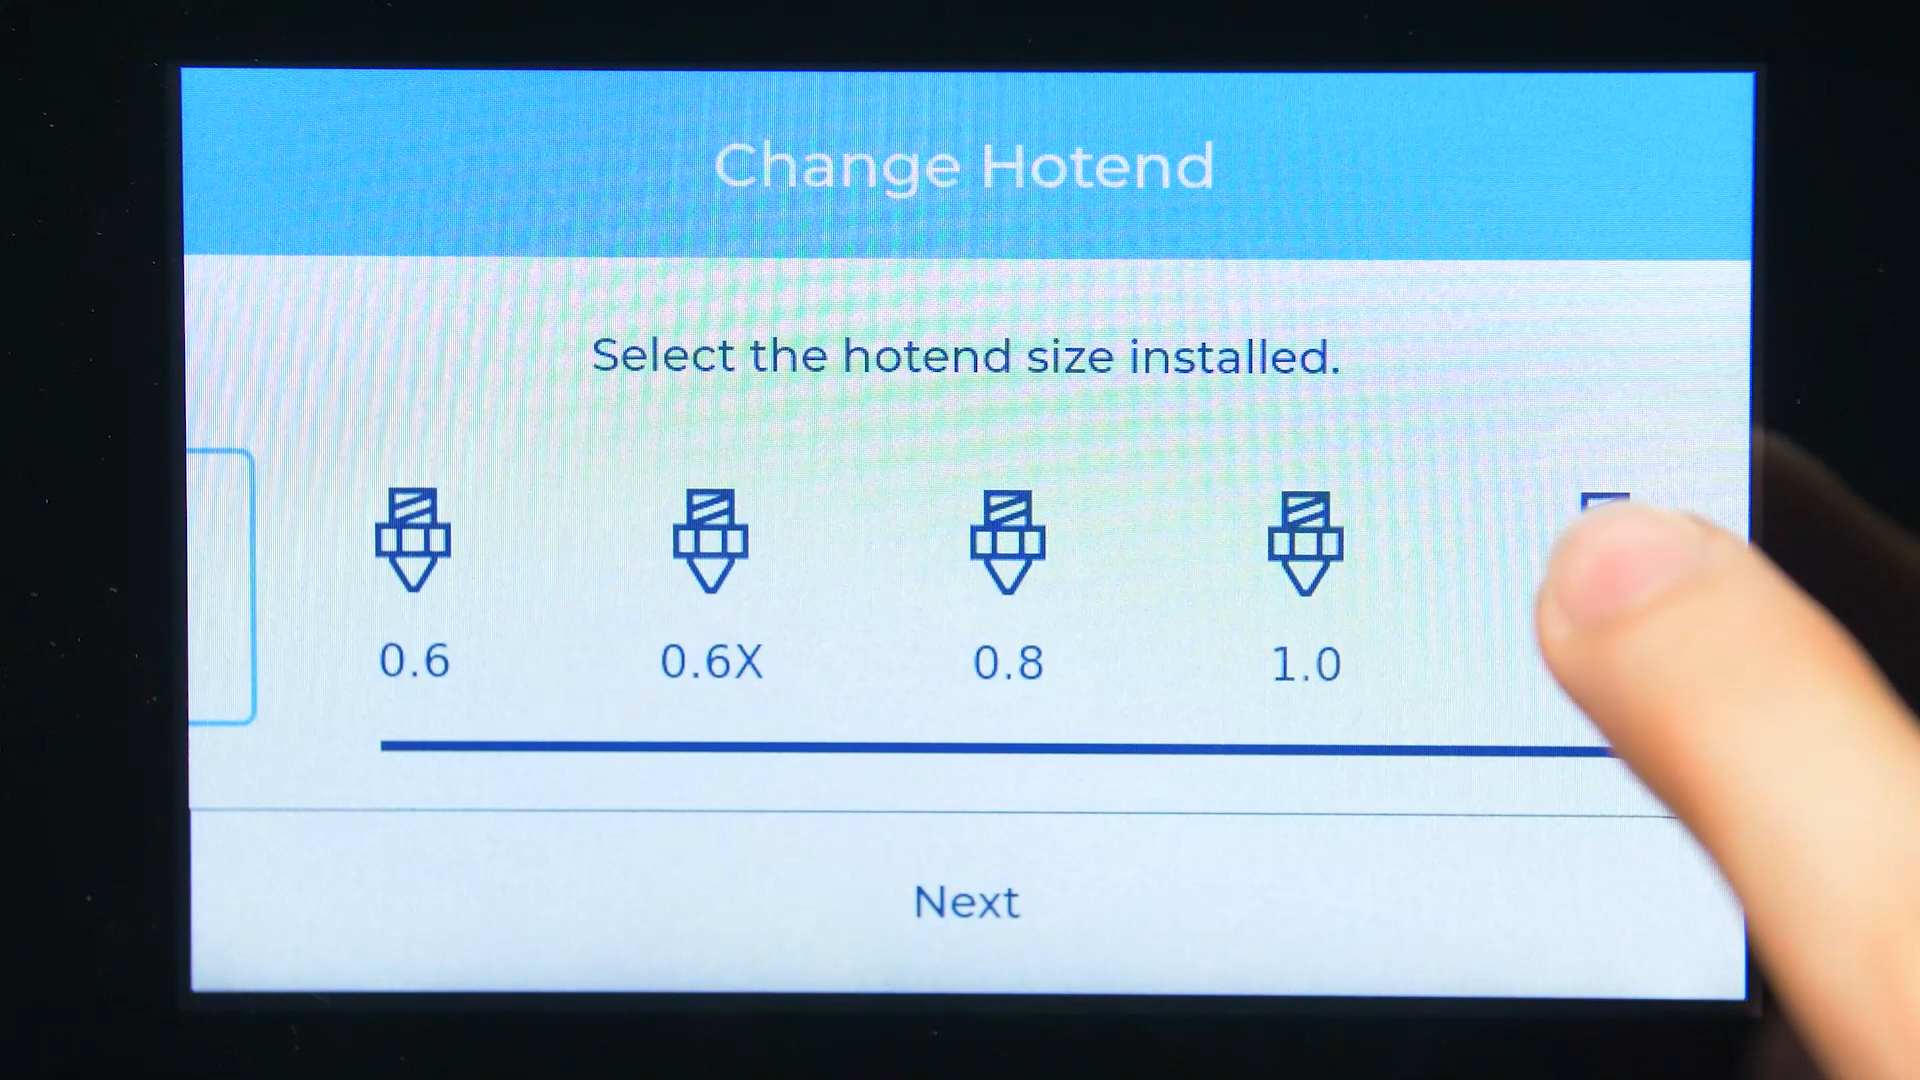 Change Hotend
Select the hotend size installed.
0.6 0.6X 0.8 1.0
Next